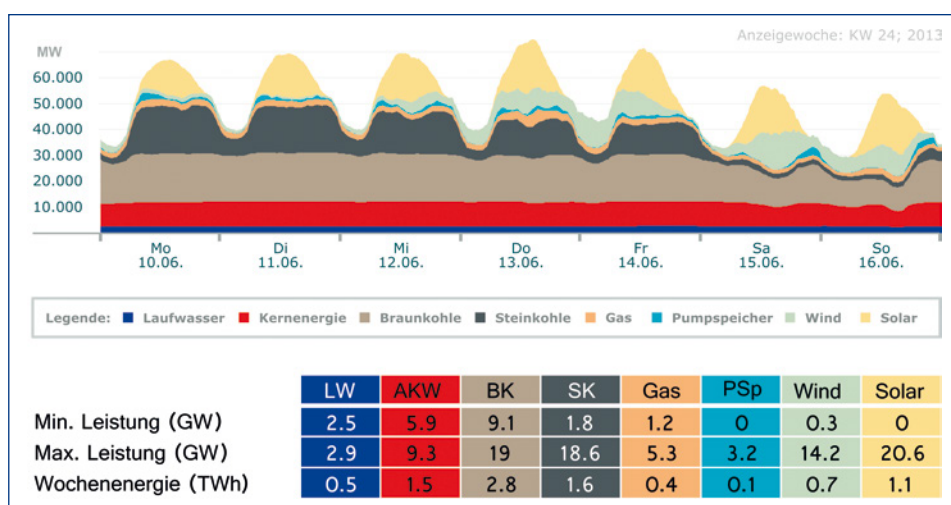 Anzeigewoche: KW 24; 2013
MW
60.000
50.000
40.000
30.000
20.000
10.000
Mo Di Mi Do Fr Sa So
10.06. 11.06. 12.06. 13.06. 14.06. 15.06. 16.06.
Legende: Laufwasser Kernenergie Braunkohle Steinkohle Gas Pumpspeicher Wind Solar
LW AKW BK SK Gas PSp Wind Solar
Min. Leistung (GW) 2.5 5.9 9.1 1.8 1.2 0 0.3 0
Max. Leistung (GW) 2.9 9.3 19 18.6 5.3 3.2 14.2 20.6
Wochenenergie (TWh) 0.5 1.5 2.8 1.6 0.4 0.1 0.7 1.1